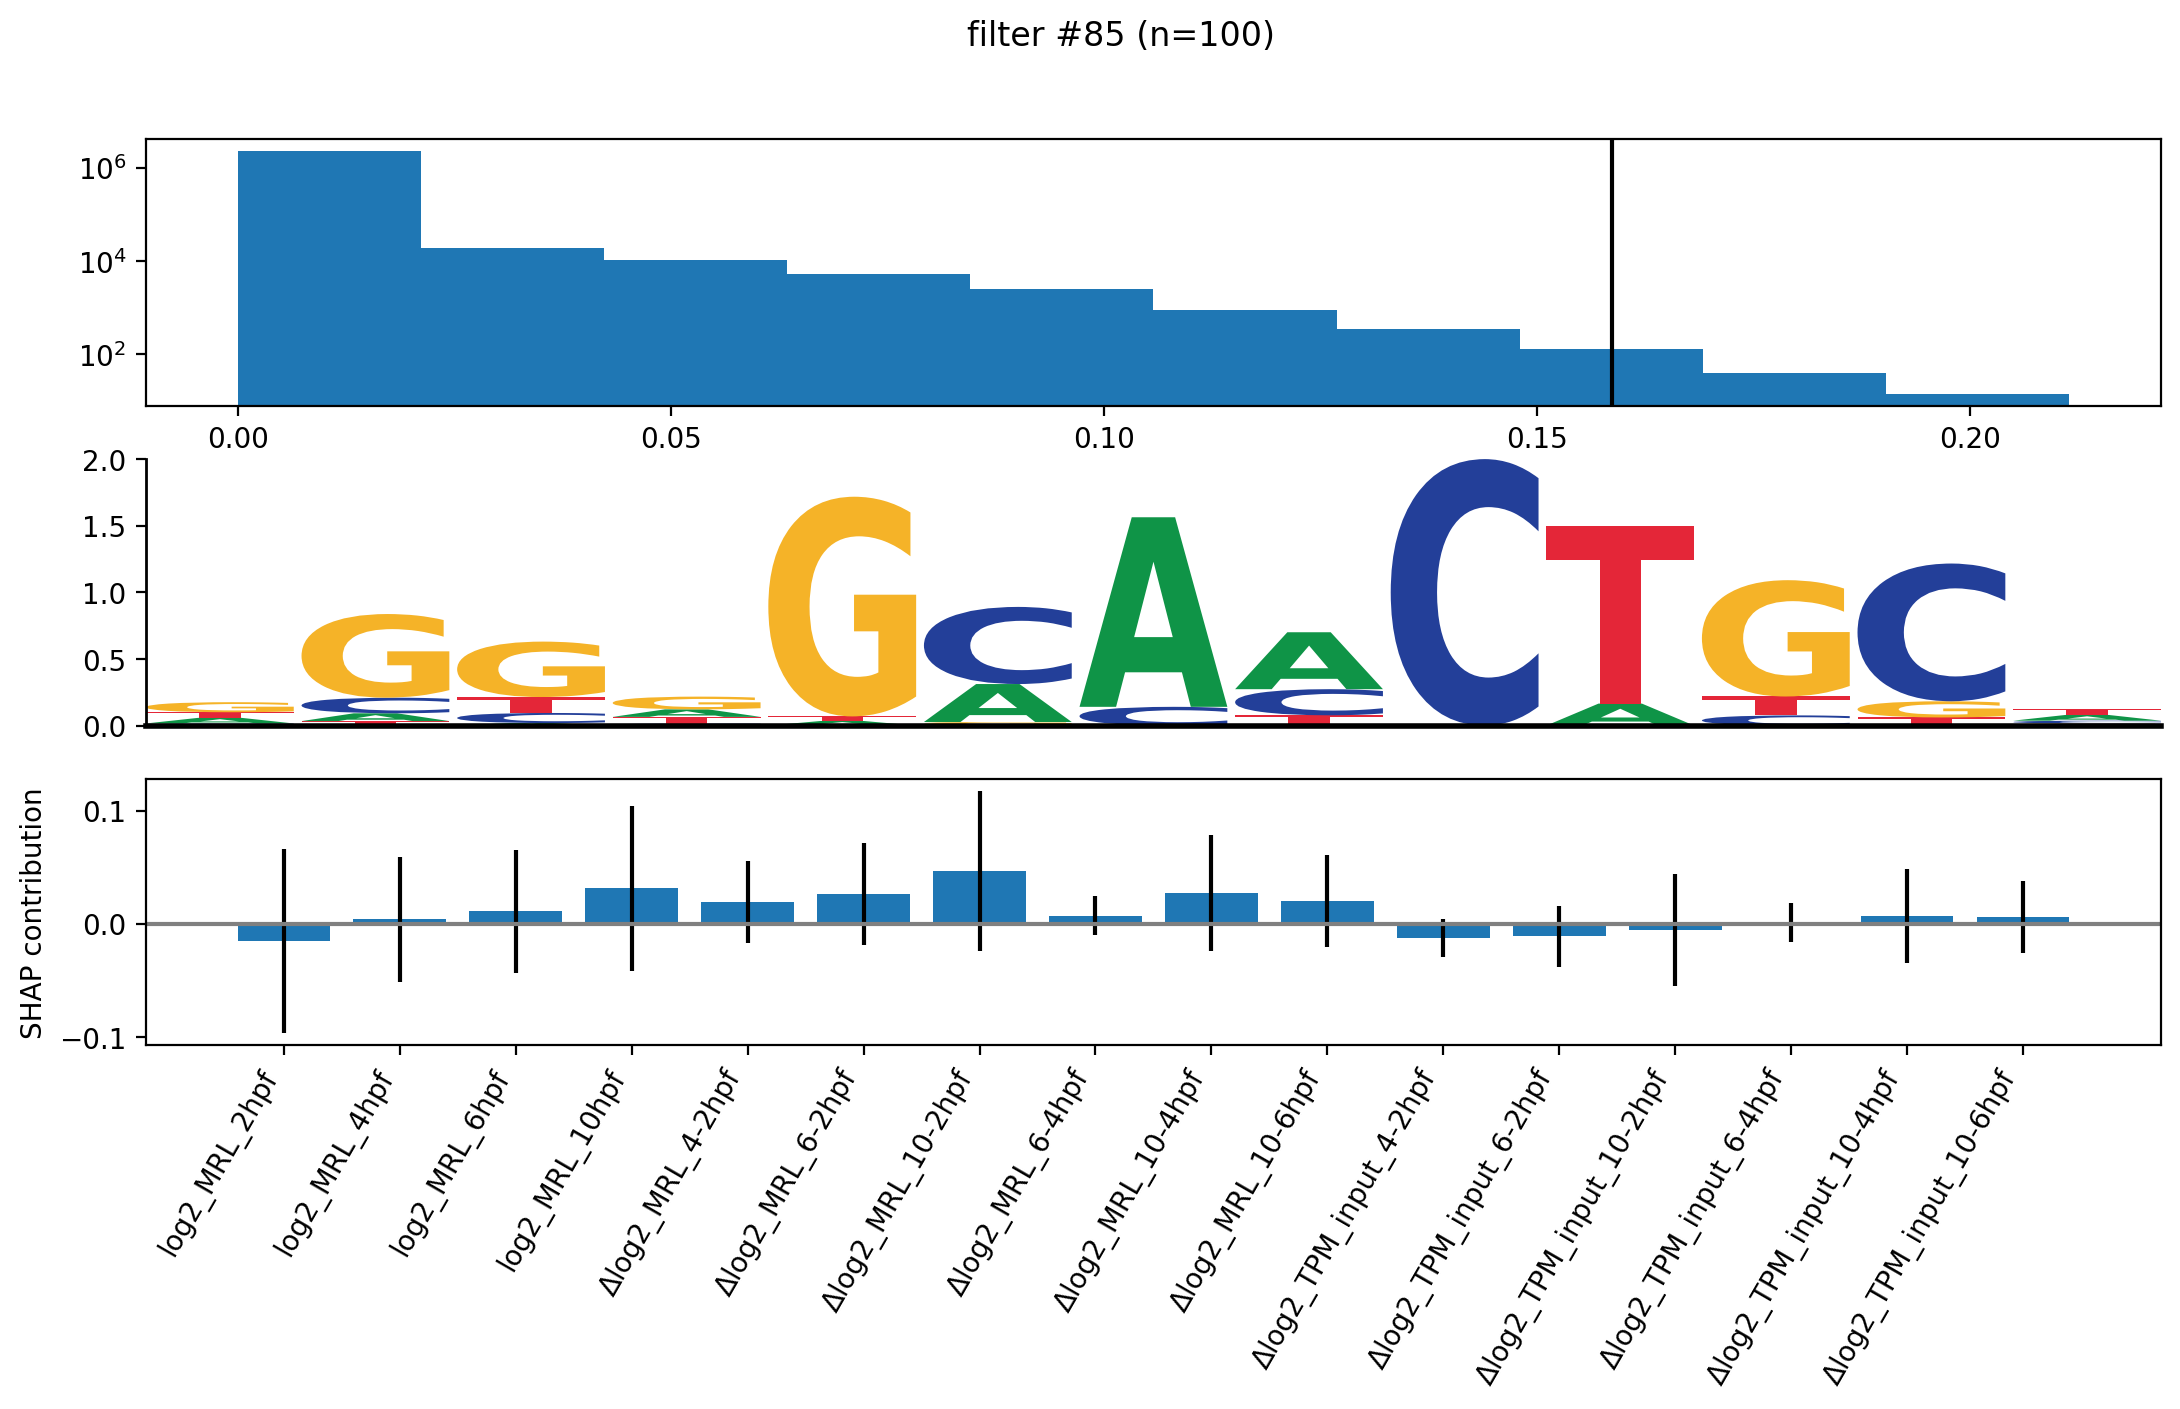 filter #85 (n=100)
10^6
10^4
10^2
0.00 0.05 0.10 0.15 0.20
2.0
1.5
1.0
0.5
0.0
SHAP contribution
0.1
0.0
−0.1
log2_MRL_2hpf
log2_MRL_4hpf
log2_MRL_6hpf
log2_MRL_10hpf
Δlog2_MRL_4-2hpf
Δlog2_MRL_6-2hpf
Δlog2_MRL_10-2hpf
Δlog2_MRL_6-4hpf
Δlog2_MRL_10-4hpf
Δlog2_MRL_10-6hpf
Δlog2_TPM_input_4-2hpf
Δlog2_TPM_input_6-2hpf
Δlog2_TPM_input_10-2hpf
Δlog2_TPM_input_6-4hpf
Δlog2_TPM_input_10-4hpf
Δlog2_TPM_input_10-6hpf